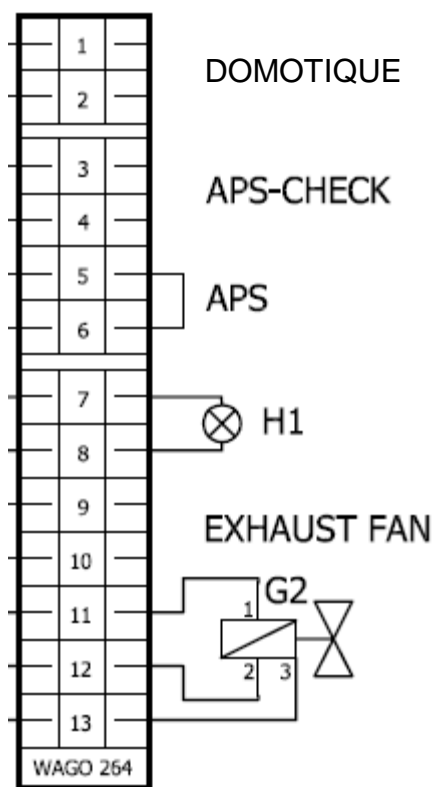 1
DOMOTIQUE
2
3
APS-CHECK
4
5
APS
6
7
H1
8
9
EXHAUST FAN
10
G2
11
1
12
2 3
13
WAGO 264